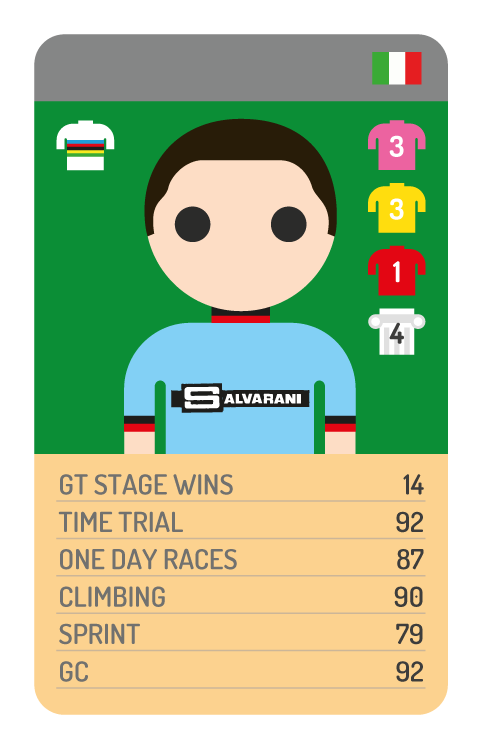 3
3
1
4
SALVARANI
GT STAGE WINS 14
TIME TRIAL 92
ONE DAY RACES 87
CLIMBING 90
SPRINT 79
GC 92